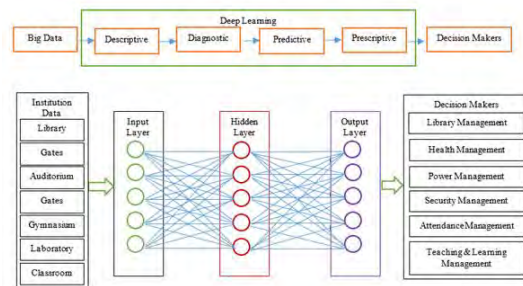 Deep Learning
Big Data
Descriptive
Diagnostic
Predictive
Prescriptive
Decision Makers
Institution
Data
Library
Gates
Auditorium
Gates
Gymnasium
Laboratory
Classroom
Input
Layer
Hidden
Layer
Output
Layer
Decision Makers
Library Management
Health Management
Power Management
Security Management
Attendance Management
Teaching & Learning
Management